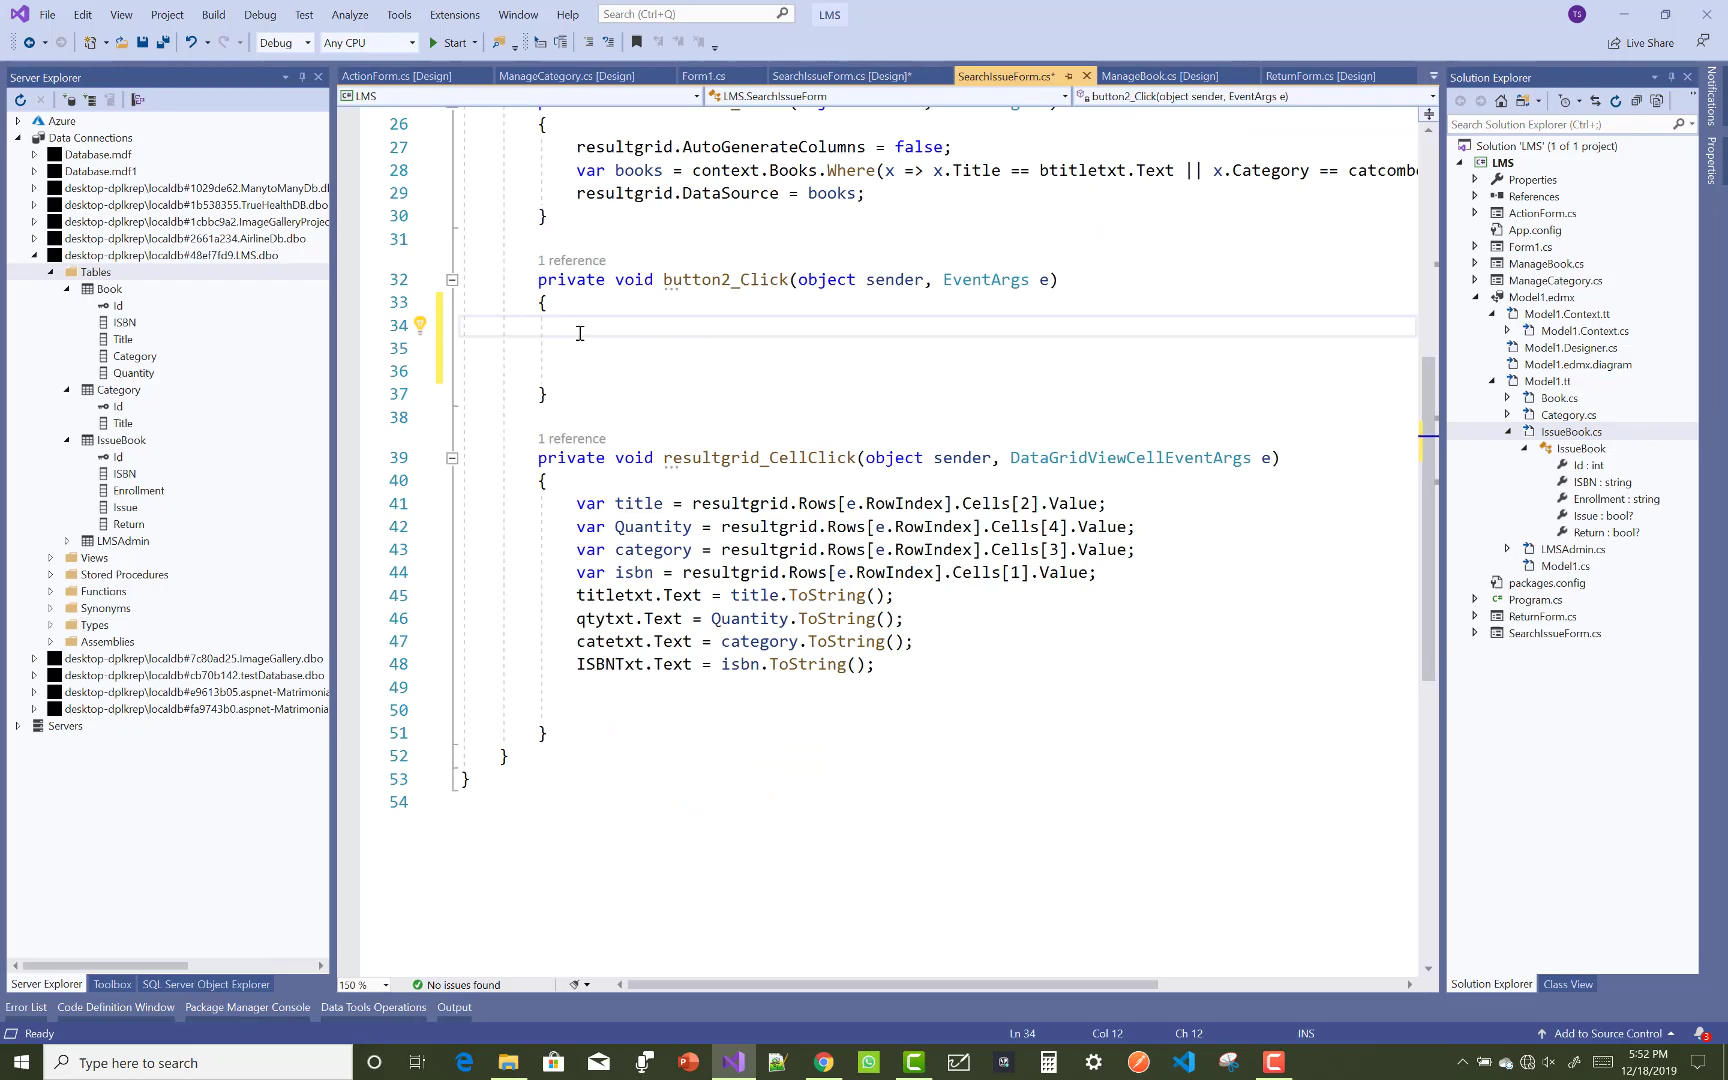 File Edit View Project Build Debug Test Analyze Tools Extensions Window Help Search (Ctrl+Q) LMS TS
Debug Any CPU Start Live Share
Server Explorer
Azure
Data Connections
Database.mdf
Database.mdf1
desktop-dplkrep\localdb#1029de62.ManytoManyDb.d
desktop-dplkrep\localdb#1b538355.TrueHealthDB.dbo
desktop-dplkrep\localdb#1cbbc9a2.ImageGalleryProjec
desktop-dplkrep\localdb#2661a234.AirlineDb.dbo
desktop-dplkrep\localdb#48ef7fd9.LMS.dbo
Tables
Book
Id
ISBN
Title
Category
Quantity
Category
Id
Title
IssueBook
Id
ISBN
Enrollment
Issue
Return
LMSAdmin
Views
Stored Procedures
Functions
Synonyms
Types
Assemblies
desktop-dplkrep\localdb#7c80ad25.ImageGallery.dbo
desktop-dplkrep\localdb#cb70b142.testDatabase.dbo
desktop-dplkrep\localdb#e9613b05.aspnet-Matrimonia
desktop-dplkrep\localdb#fa9743b0.aspnet-Matrimonia
Servers
Server Explorer Toolbox SQL Server Object Explorer
ActionForm.cs [Design] ManageCategory.cs [Design] Form1.cs SearchIssueForm.cs [Design]* SearchIssueForm.cs* ManageBook.cs [Design] ReturnForm.cs [Design]
LMS LMS.SearchIssueForm button2_Click(object sender, EventArgs e)
26 {
27 resultgrid.AutoGenerateColumns = false;
28 var books = context.Books.Where(x => x.Title == btitletxt.Text || x.Category == catcombo
29 resultgrid.DataSource = books;
30 }
31
1 reference
32 private void button2_Click(object sender, EventArgs e)
33 {
34
35
36
37 }
38
1 reference
39 private void resultgrid_CellClick(object sender, DataGridViewCellEventArgs e)
40 {
41 var title = resultgrid.Rows[e.RowIndex].Cells[2].Value;
42 var Quantity = resultgrid.Rows[e.RowIndex].Cells[4].Value;
43 var category = resultgrid.Rows[e.RowIndex].Cells[3].Value;
44 var isbn = resultgrid.Rows[e.RowIndex].Cells[1].Value;
45 titletxt.Text = title.ToString();
46 qtytxt.Text = Quantity.ToString();
47 catetxt.Text = category.ToString();
48 ISBNTxt.Text = isbn.ToString();
49
50
51 }
52 }
53 }
54
150 % No issues found
Solution Explorer
Search Solution Explorer (Ctrl+;)
Solution 'LMS' (1 of 1 project)
LMS
Properties
References
ActionForm.cs
App.config
Form1.cs
ManageBook.cs
ManageCategory.cs
Model1.edmx
Model1.Context.tt
Model1.Context.cs
Model1.Designer.cs
Model1.edmx.diagram
Model1.tt
Book.cs
Category.cs
IssueBook.cs
IssueBook
Id : int
ISBN : string
Enrollment : string
Issue : bool?
Return : bool?
LMSAdmin.cs
Model1.cs
packages.config
Program.cs
ReturnForm.cs
SearchIssueForm.cs
Solution Explorer Class View
Notifications
Properties
Error List Code Definition Window Package Manager Console Data Tools Operations Output
Ready Ln 34 Col 12 Ch 12 INS Add to Source Control 3
Type here to search
5:52 PM
12/18/2019